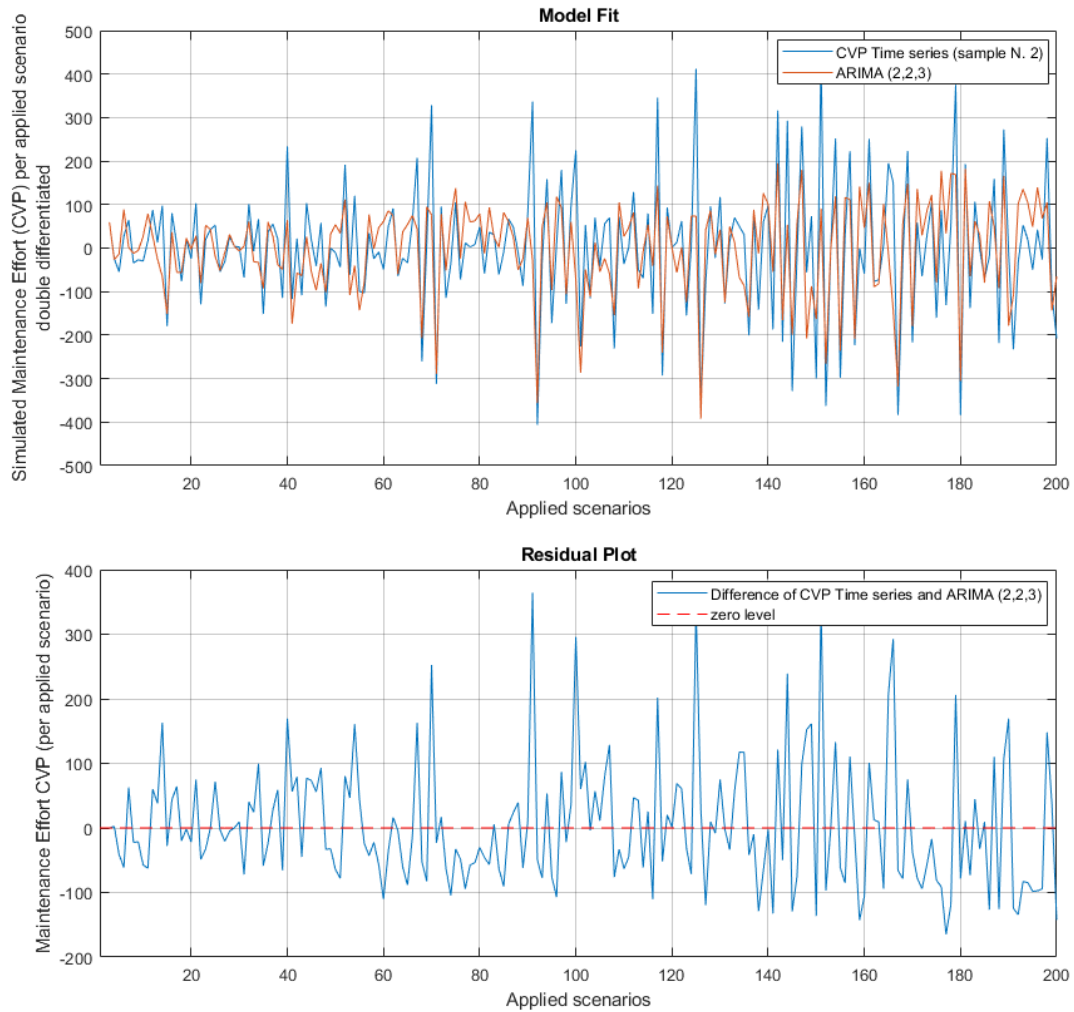 Model Fit
Simulated Maintenance Effort (CVP) per applied scenario
double differentiated
500
400
300
200
100
0
-100
-200
-300
-400
-500
CVP Time series (sample N. 2)
ARIMA (2,2,3)
20 40 60 80 100 120 140 160 180 200
Applied scenarios
Residual Plot
Maintenance Effort CVP (per applied scenario)
400
300
200
100
0
-100
-200
Difference of CVP Time series and ARIMA (2,2,3)
zero level
20 40 60 80 100 120 140 160 180 200
Applied scenarios